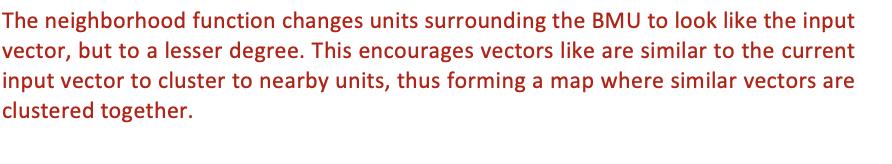 The neighborhood function changes units surrounding the BMU to look like the input
vector, but to a lesser degree. This encourages vectors like are similar to the current
input vector to cluster to nearby units, thus forming a map where similar vectors are
clustered together.